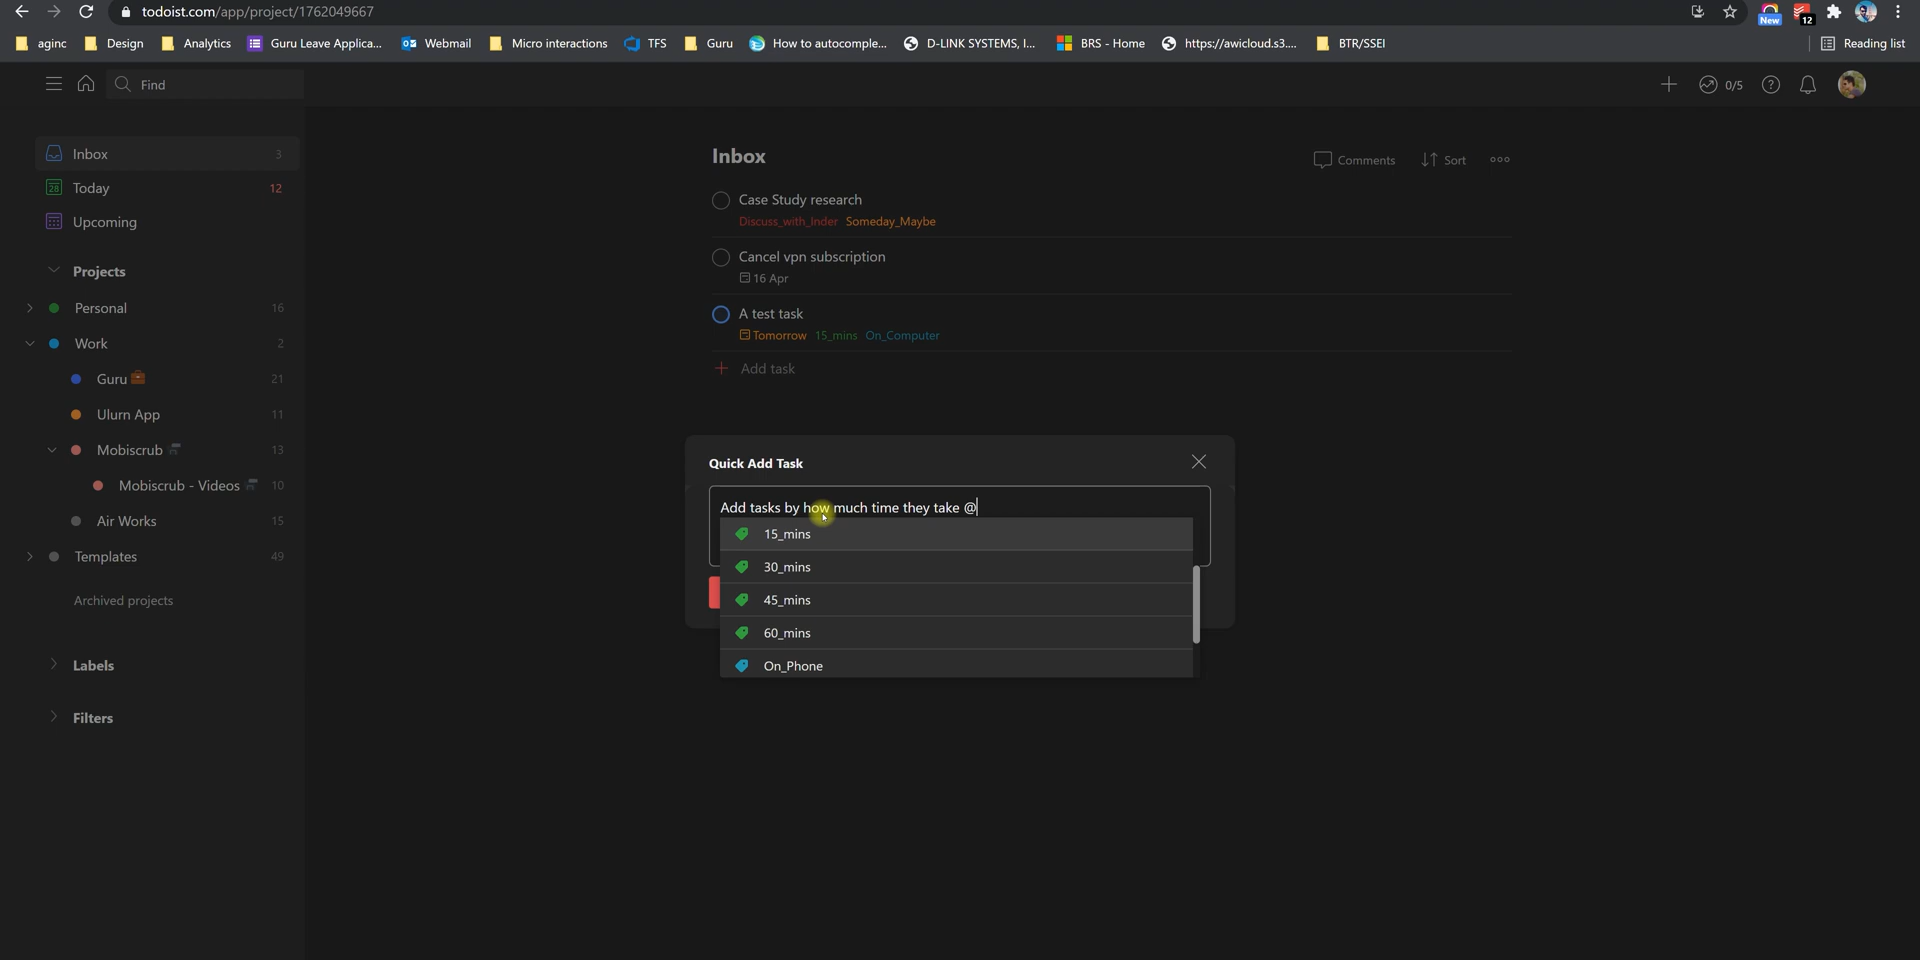 todoist.com/app/project/1762049667
New
12
aginc
Design
Analytics
Guru Leave Applica...
Webmail
Micro interactions
TFS
Guru
How to autocomple...
D-LINK SYSTEMS, I...
BRS - Home
https://awicloud.s3....
BTR/SSEI
Reading list
Find
0/5
Inbox 3
28 Today 12
Upcoming
Projects
Personal 16
Work 2
Guru 21
Ulurn App 11
Mobiscrub 13
Mobiscrub - Videos 10
Air Works 15
Templates 49
Archived projects
Labels
Filters
Inbox
Comments
Sort
Case Study research
Discuss_with_Inder Someday_Maybe
Cancel vpn subscription
16 Apr
A test task
Tomorrow 15_mins On_Computer
Add task
Quick Add Task
Add tasks by how much time they take @
15_mins
30_mins
45_mins
60_mins
On_Phone